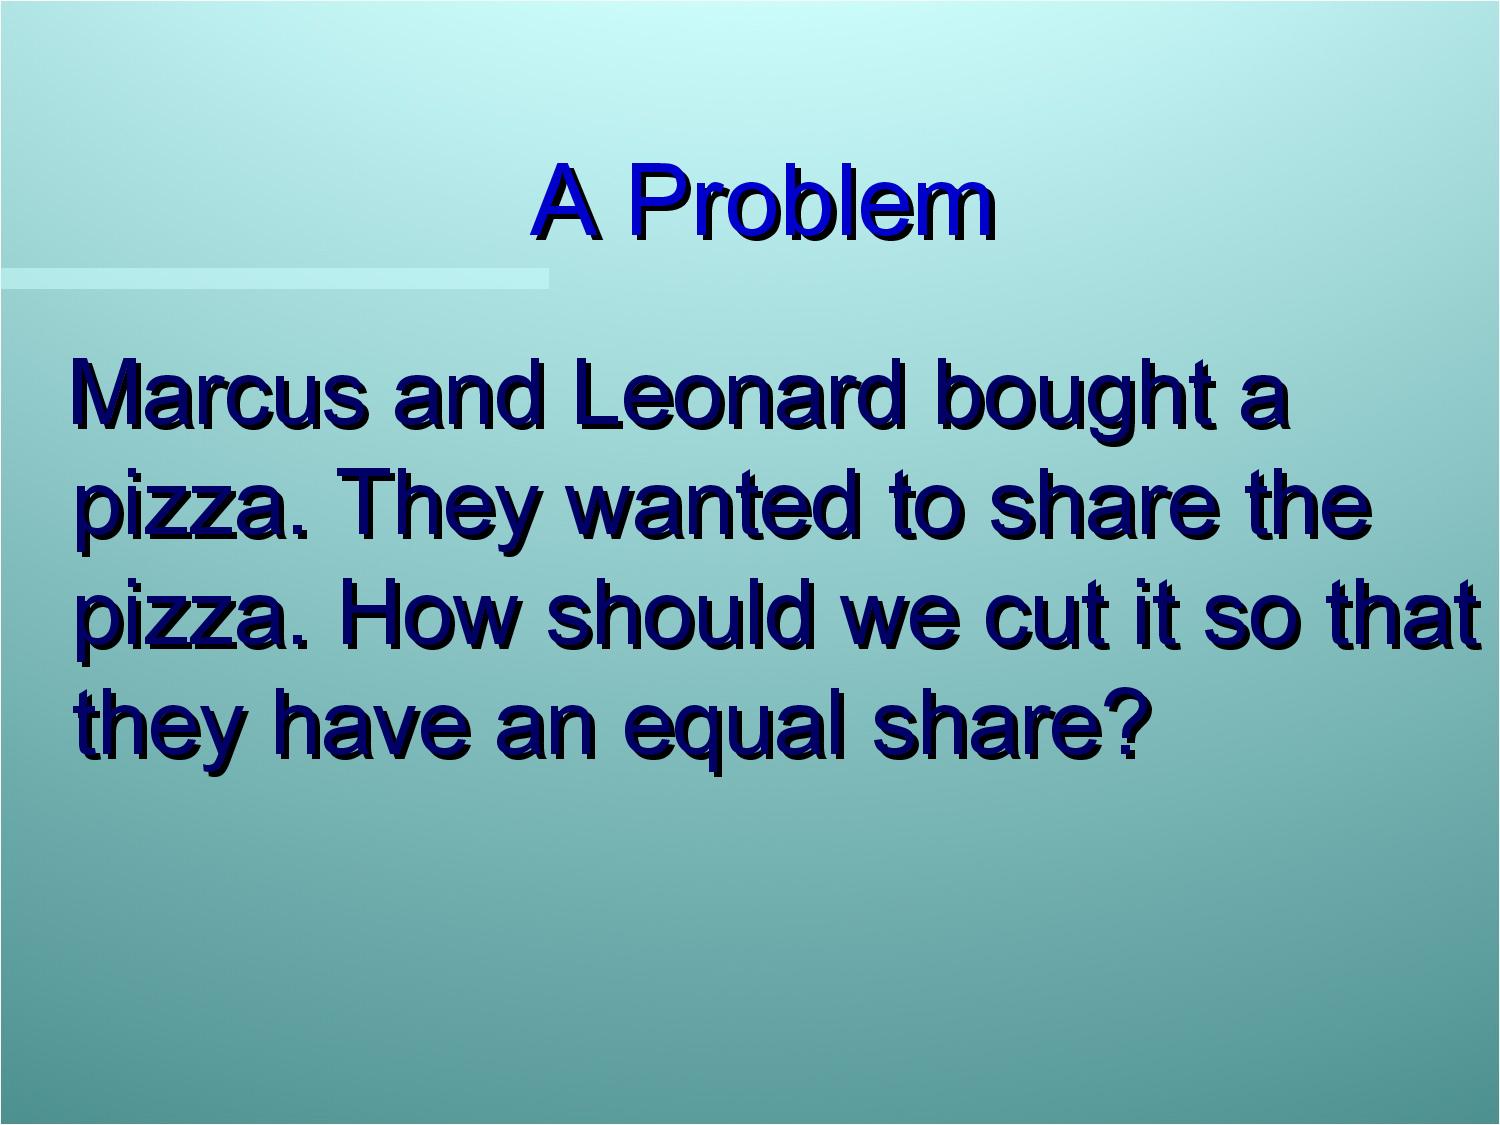 A Problem
Marcus and Leonard bought a
pizza. They wanted to share the
pizza. How should we cut it so that
they have an equal share?